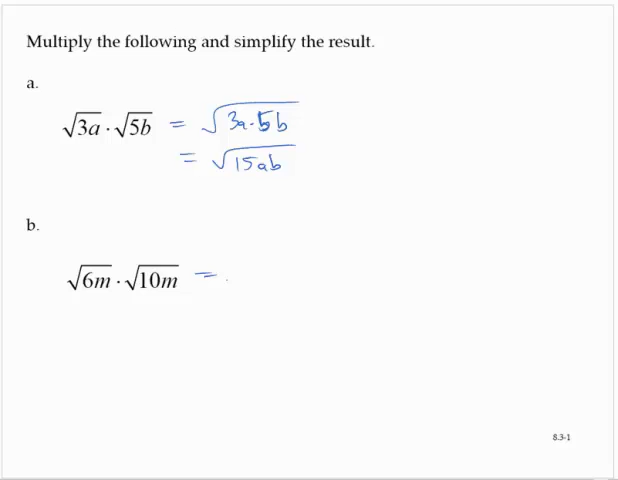 Multiply the following and simplify the result.
a.
√3a · √5b = √3a·5b
= √15ab
b.
√6m · √10m =
8.3-1